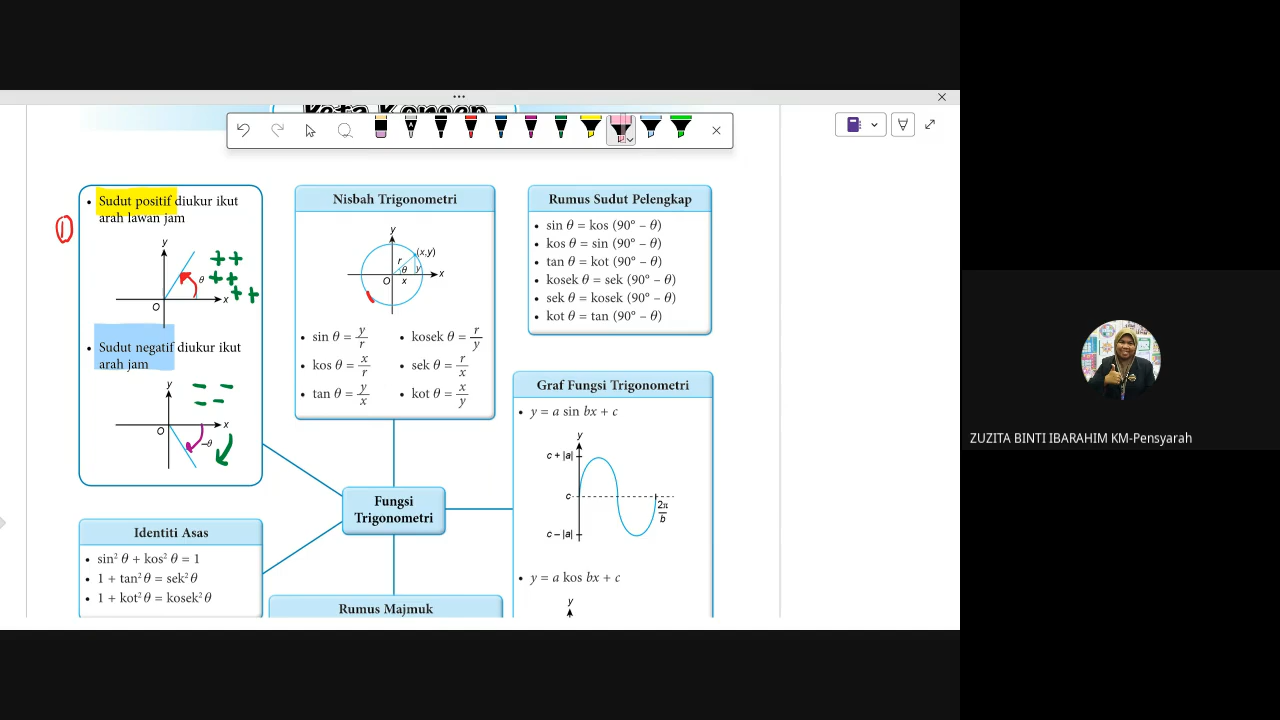 Peta Konsep
• Sudut positif diukur ikut
arah lawan jam
①
y
θ
x
O
++
++
++
• Sudut negatif diukur ikut
arah jam
y
O
x
–θ
– –
– –
Nisbah Trigonometri
y
(x,y)
r
θ
y
O
x
x
• sin θ = y/r
• kosek θ = r/y
• kos θ = x/r
• sek θ = r/x
• tan θ = y/x
• kot θ = x/y
Rumus Sudut Pelengkap
• sin θ = kos (90° – θ)
• kos θ = sin (90° – θ)
• tan θ = kot (90° – θ)
• kosek θ = sek (90° – θ)
• sek θ = kosek (90° – θ)
• kot θ = tan (90° – θ)
Graf Fungsi Trigonometri
• y = a sin bx + c
y
c + |a|
c
2π/b
c – |a|
• y = a kos bx + c
y
Fungsi
Trigonometri
Identiti Asas
• sin² θ + kos² θ = 1
• 1 + tan² θ = sek² θ
• 1 + kot² θ = kosek² θ
Rumus Majmuk
ZUZITA BINTI IBARAHIM KM-Pensyarah